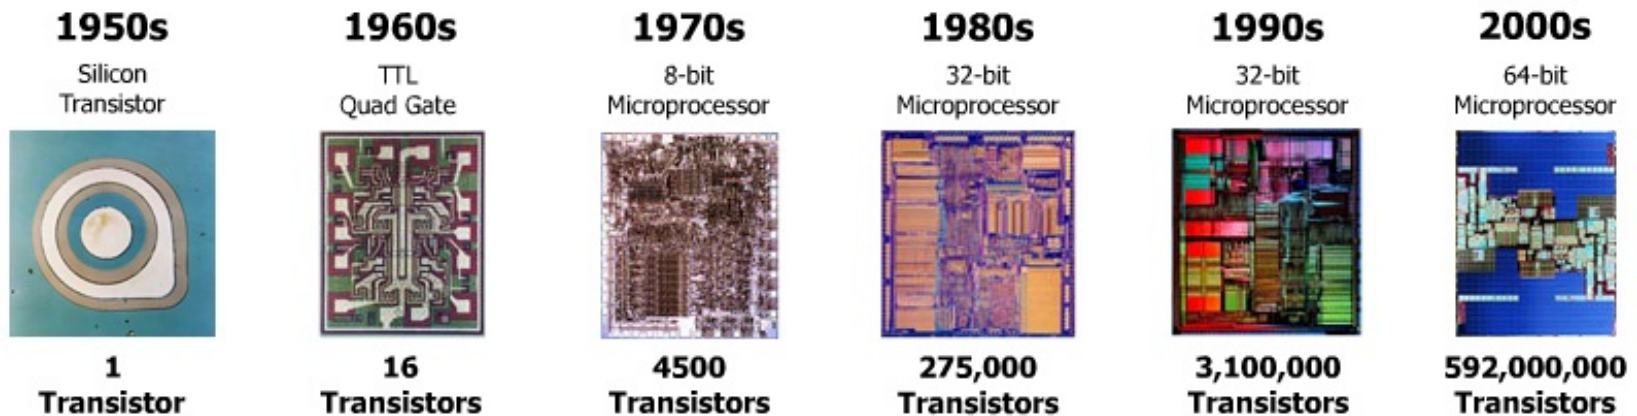 1950s
Silicon
Transistor
1
Transistor
1960s
TTL
Quad Gate
16
Transistors
1970s
8-bit
Microprocessor
4500
Transistors
1980s
32-bit
Microprocessor
275,000
Transistors
1990s
32-bit
Microprocessor
3,100,000
Transistors
2000s
64-bit
Microprocessor
592,000,000
Transistors